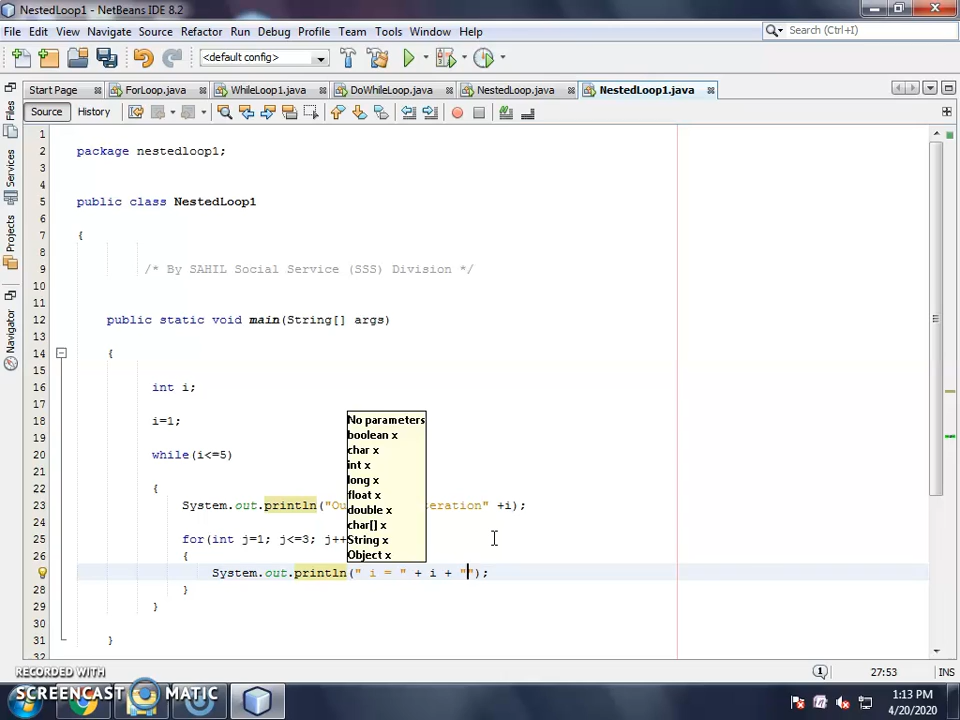 NestedLoop1 - NetBeans IDE 8.2
File Edit View Navigate Source Refactor Run Debug Profile Team Tools Window Help
Search (Ctrl+I)
<default config>
Start Page ForLoop.java WhileLoop1.java DoWhileLoop.java NestedLoop.java NestedLoop1.java
Source History
Files
Services
Projects
Navigator
1
2 package nestedloop1;
3
4
5 public class NestedLoop1
6
7 {
8
9 /* By SAHIL Social Service (SSS) Division */
10
11
12 public static void main(String[] args)
13
14 {
15
16 int i;
17
18 i=1;
19
20 while(i<=5)
21
22 {
23 System.out.println("Ou teration" +i);
24
25 for(int j=1; j<=3; j++
26 {
System.out.println(" i = " + i + "");
28 }
29 }
30
31 }
32
No parameters
boolean x
char x
int x
long x
float x
double x
char[] x
String x
Object x
27:53 INS
RECORDED WITH
SCREENCAST MATIC
1:13 PM
4/20/2020